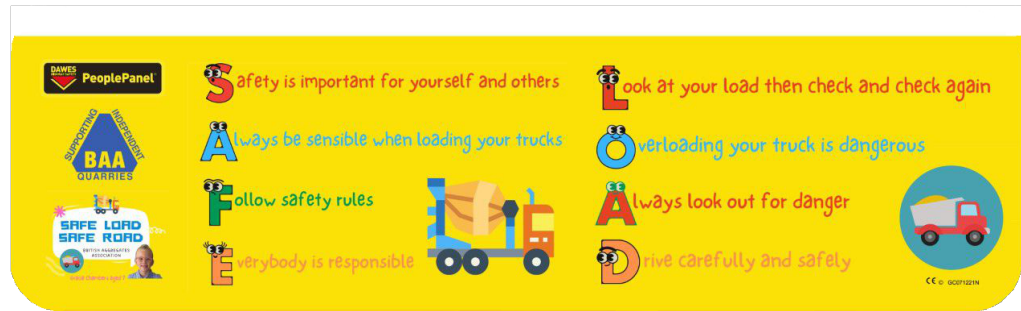 DAWES
PeoplePanel
SUPPORTING INDEPENDENT
BAA
QUARRIES
SAFE LOAD
SAFE ROAD
BRITISH AGGREGATES
ASSOCIATION
Safety is important for yourself and others
Always be sensible when loading your trucks
Follow safety rules
Everybody is responsible
Look at your load then check and check again
Overloading your truck is dangerous
Always look out for danger
Drive carefully and safely
CE © GC071221N